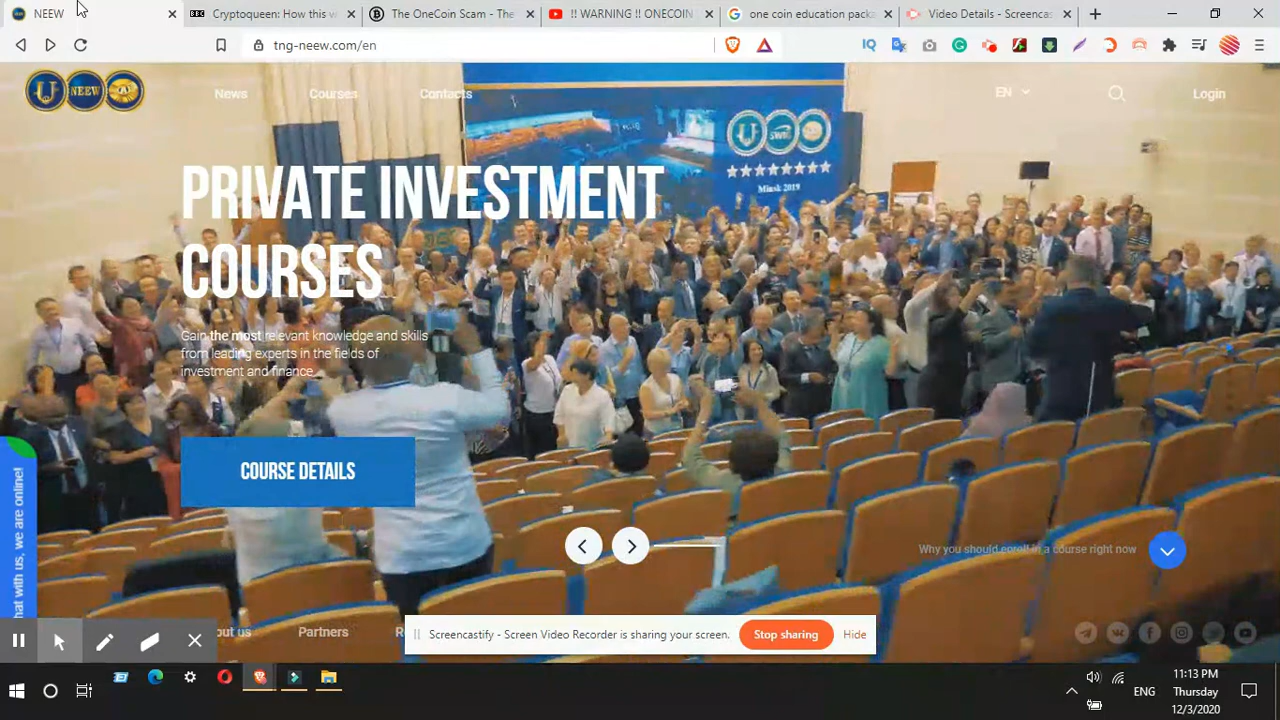 NEEW
Cryptoqueen: How this w
The OneCoin Scam - The
!! WARNING !! ONECOIN
one coin education packa
Video Details - Screencas
tng-neew.com/en
NEEW
News
Courses
Contacts
EN
Login
SWIG
Minsk 2019
PRIVATE INVESTMENT
COURSES
Gain the most relevant knowledge and skills
from leading experts in the fields of
investment and finance.
COURSE DETAILS
hat with us, we are online!
Why you should enroll in a course right now
out us
Partners
R
Screencastify - Screen Video Recorder is sharing your screen.
Stop sharing
Hide
ENG
11:13 PM
Thursday
12/3/2020